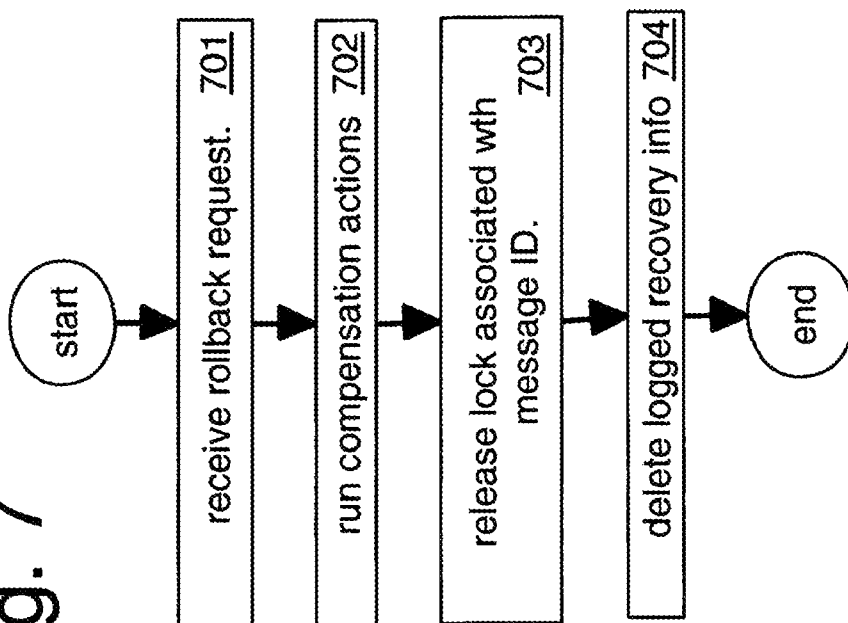 g. 7
start
receive rollback request. 701
run compensation actions 702
release lock associated wth
message ID. 703
delete logged recovery info 704
end